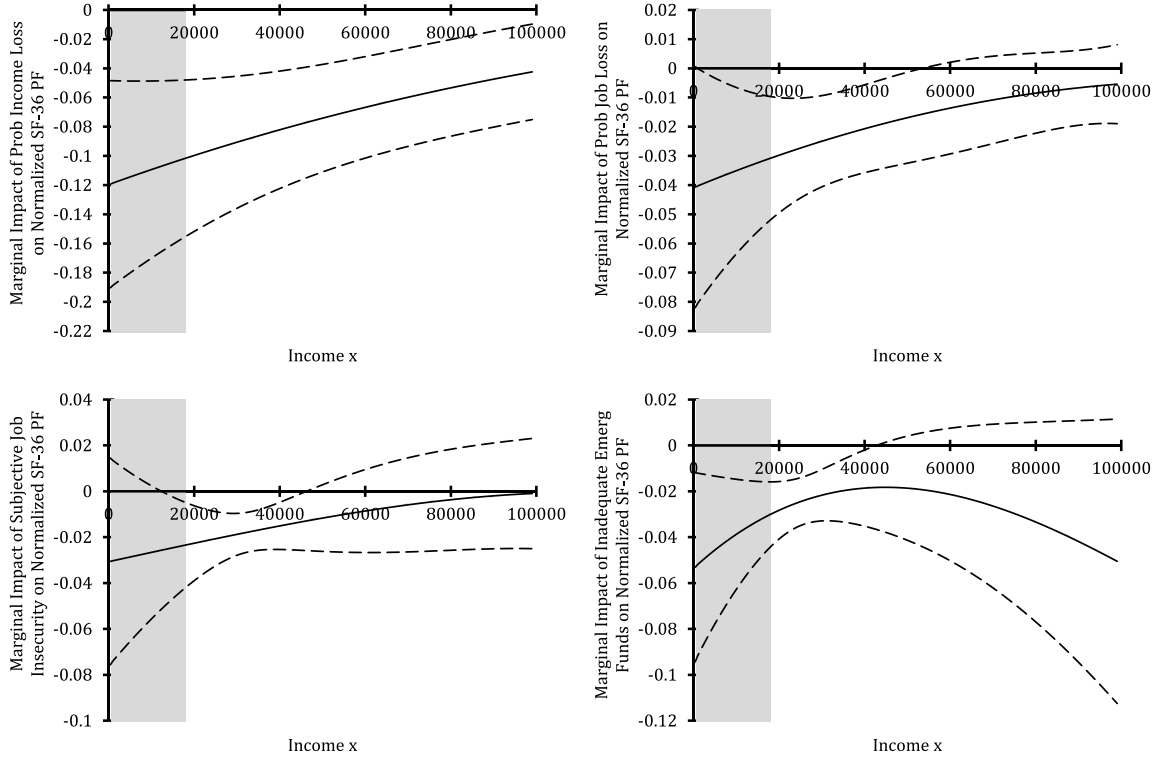 Marginal Impact of Prob Income Loss
on Normalized SF-36 PF
0
-0.02
-0.04
-0.06
-0.08
-0.1
-0.12
-0.14
-0.16
-0.18
-0.2
-0.22
0 20000 40000 60000 80000 100000
Income x
Marginal Impact of Prob Job Loss on
Normalized SF-36 PF
0.02
0.01
0
-0.01
-0.02
-0.03
-0.04
-0.05
-0.06
-0.07
-0.08
-0.09
0 20000 40000 60000 80000 100000
Income x
Marginal Impact of Subjective Job
Insecurity on Normalized SF-36 PF
0.04
0.02
0
-0.02
-0.04
-0.06
-0.08
-0.1
0 20000 40000 60000 80000 100000
Income x
Marginal Impact of Inadequate Emerg
Funds on Normalized SF-36 PF
0.02
0
-0.02
-0.04
-0.06
-0.08
-0.1
-0.12
0 20000 40000 60000 80000 100000
Income x